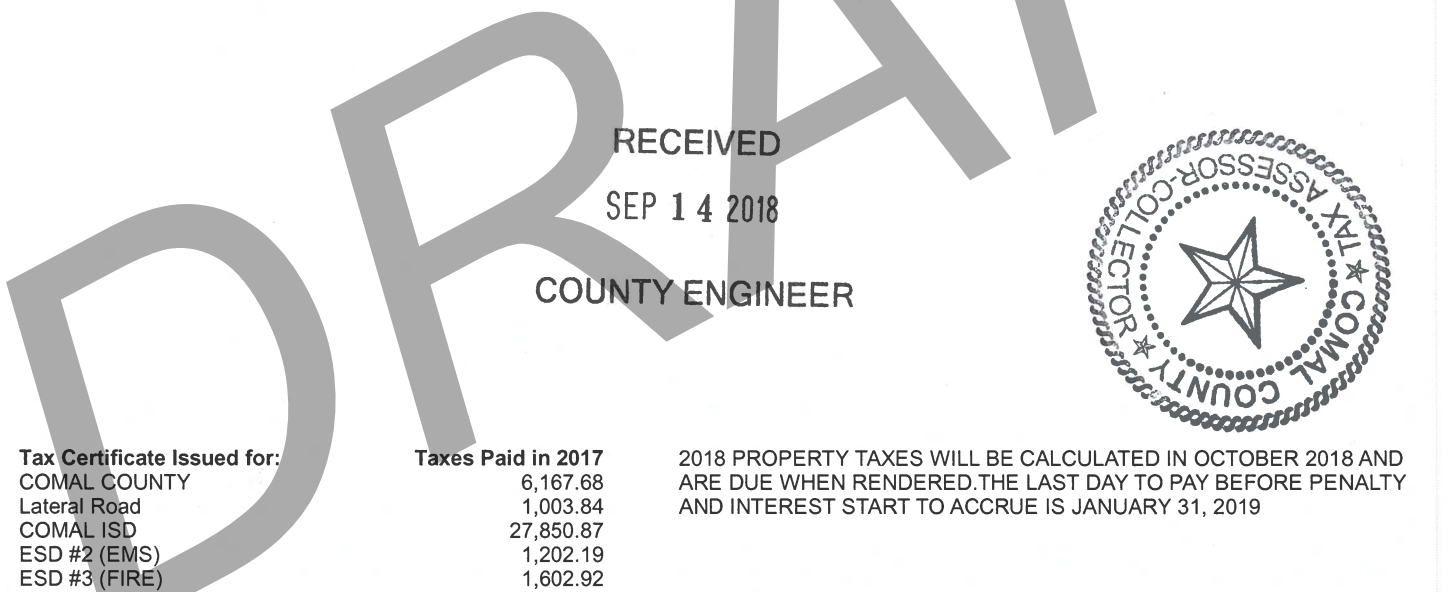 DRAF
RECEIVED
SEP 14 2018
COUNTY ENGINEER
★ COMAL COUNTY ★ TAX ASSESSOR-COLLECTOR
Tax Certificate Issued for: Taxes Paid in 2017
COMAL COUNTY 6,167.68
Lateral Road 1,003.84
COMAL ISD 27,850.87
ESD #2 (EMS) 1,202.19
ESD #3 (FIRE) 1,602.92
2018 PROPERTY TAXES WILL BE CALCULATED IN OCTOBER 2018 AND
ARE DUE WHEN RENDERED.THE LAST DAY TO PAY BEFORE PENALTY
AND INTEREST START TO ACCRUE IS JANUARY 31, 2019